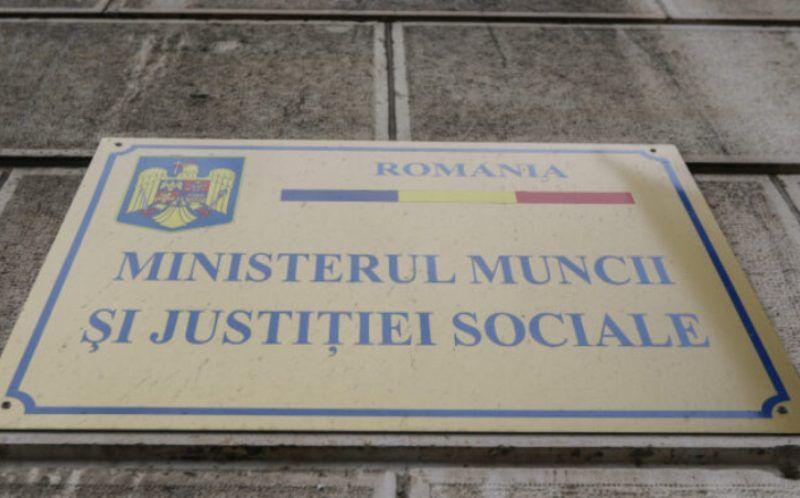 ROMANIA
MINISTERUL MUNCII
ŞI JUSTIŢIEI SOCIALE